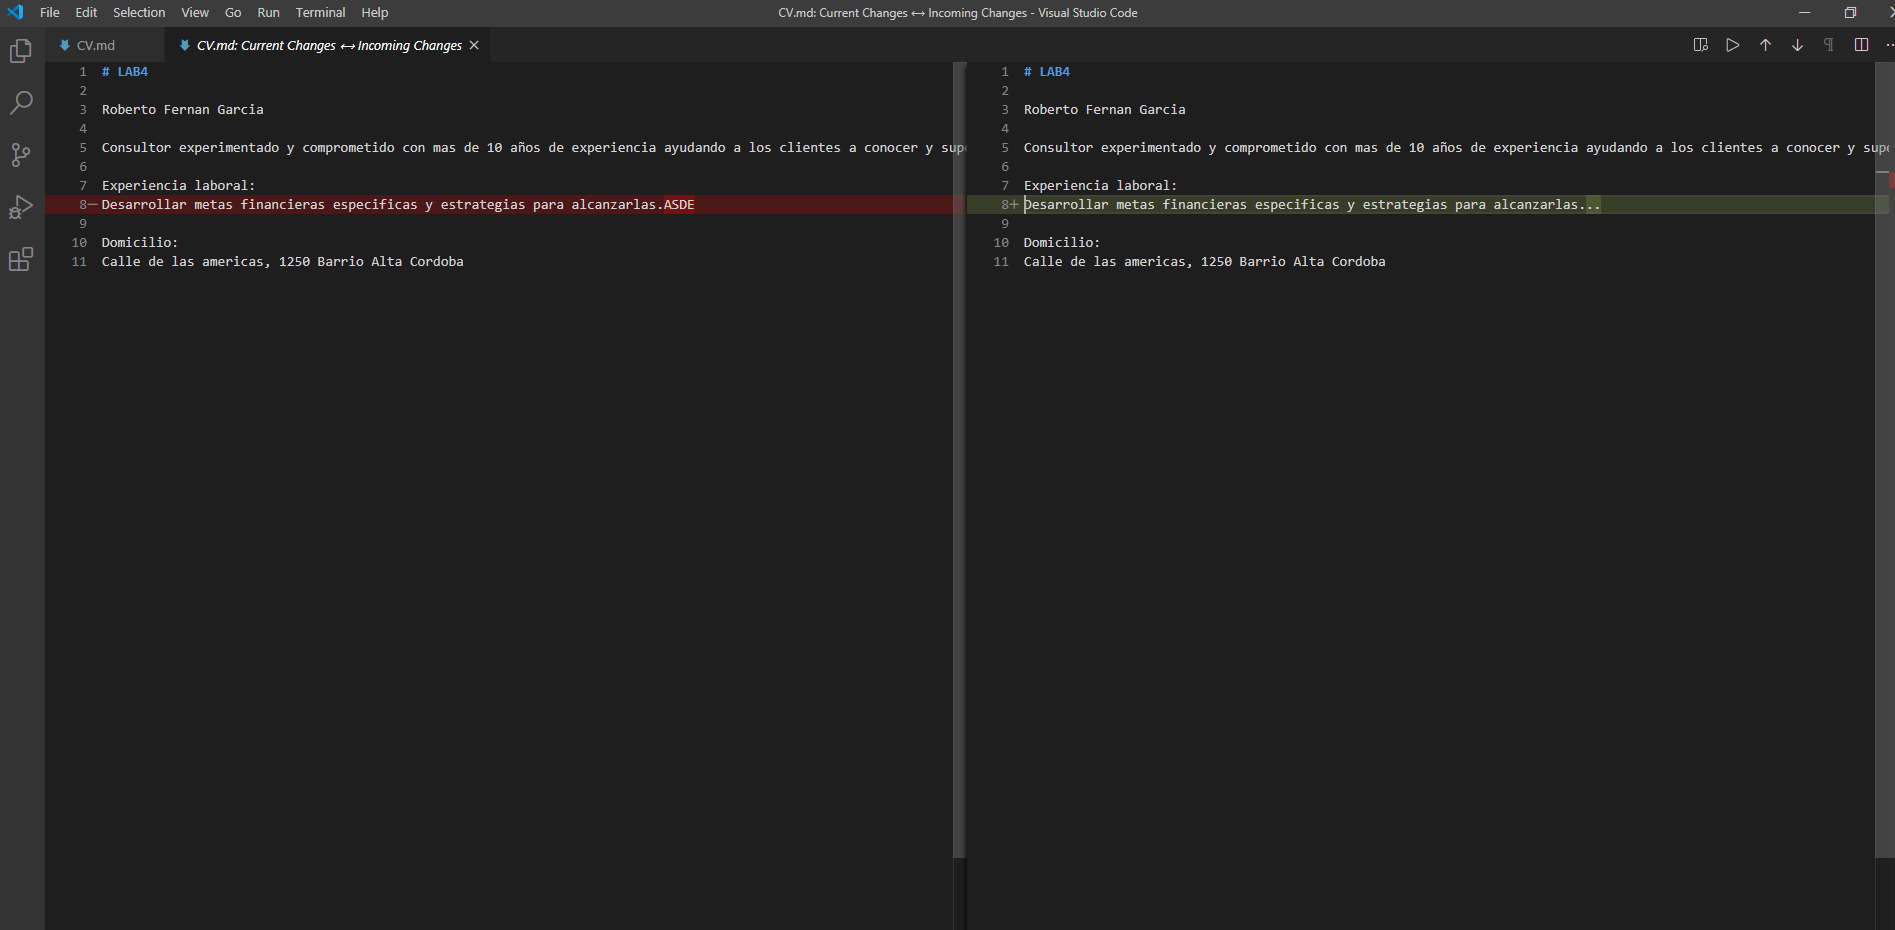 File Edit Selection View Go Run Terminal Help
CV.md: Current Changes ↔ Incoming Changes - Visual Studio Code
CV.md
CV.md: Current Changes ↔ Incoming Changes
1 # LAB4
2
3 Roberto Fernan Garcia
4
5 Consultor experimentado y comprometido con mas de 10 años de experiencia ayudando a los clientes a conocer y supe
6
7 Experiencia laboral:
8— Desarrollar metas financieras especificas y estrategias para alcanzarlas.ASDE
9
10 Domicilio:
11 Calle de las americas, 1250 Barrio Alta Cordoba
1 # LAB4
2
3 Roberto Fernan Garcia
4
5 Consultor experimentado y comprometido con mas de 10 años de experiencia ayudando a los clientes a conocer y supe
6
7 Experiencia laboral:
8+ Desarrollar metas financieras especificas y estrategias para alcanzarlas...
9
10 Domicilio:
11 Calle de las americas, 1250 Barrio Alta Cordoba